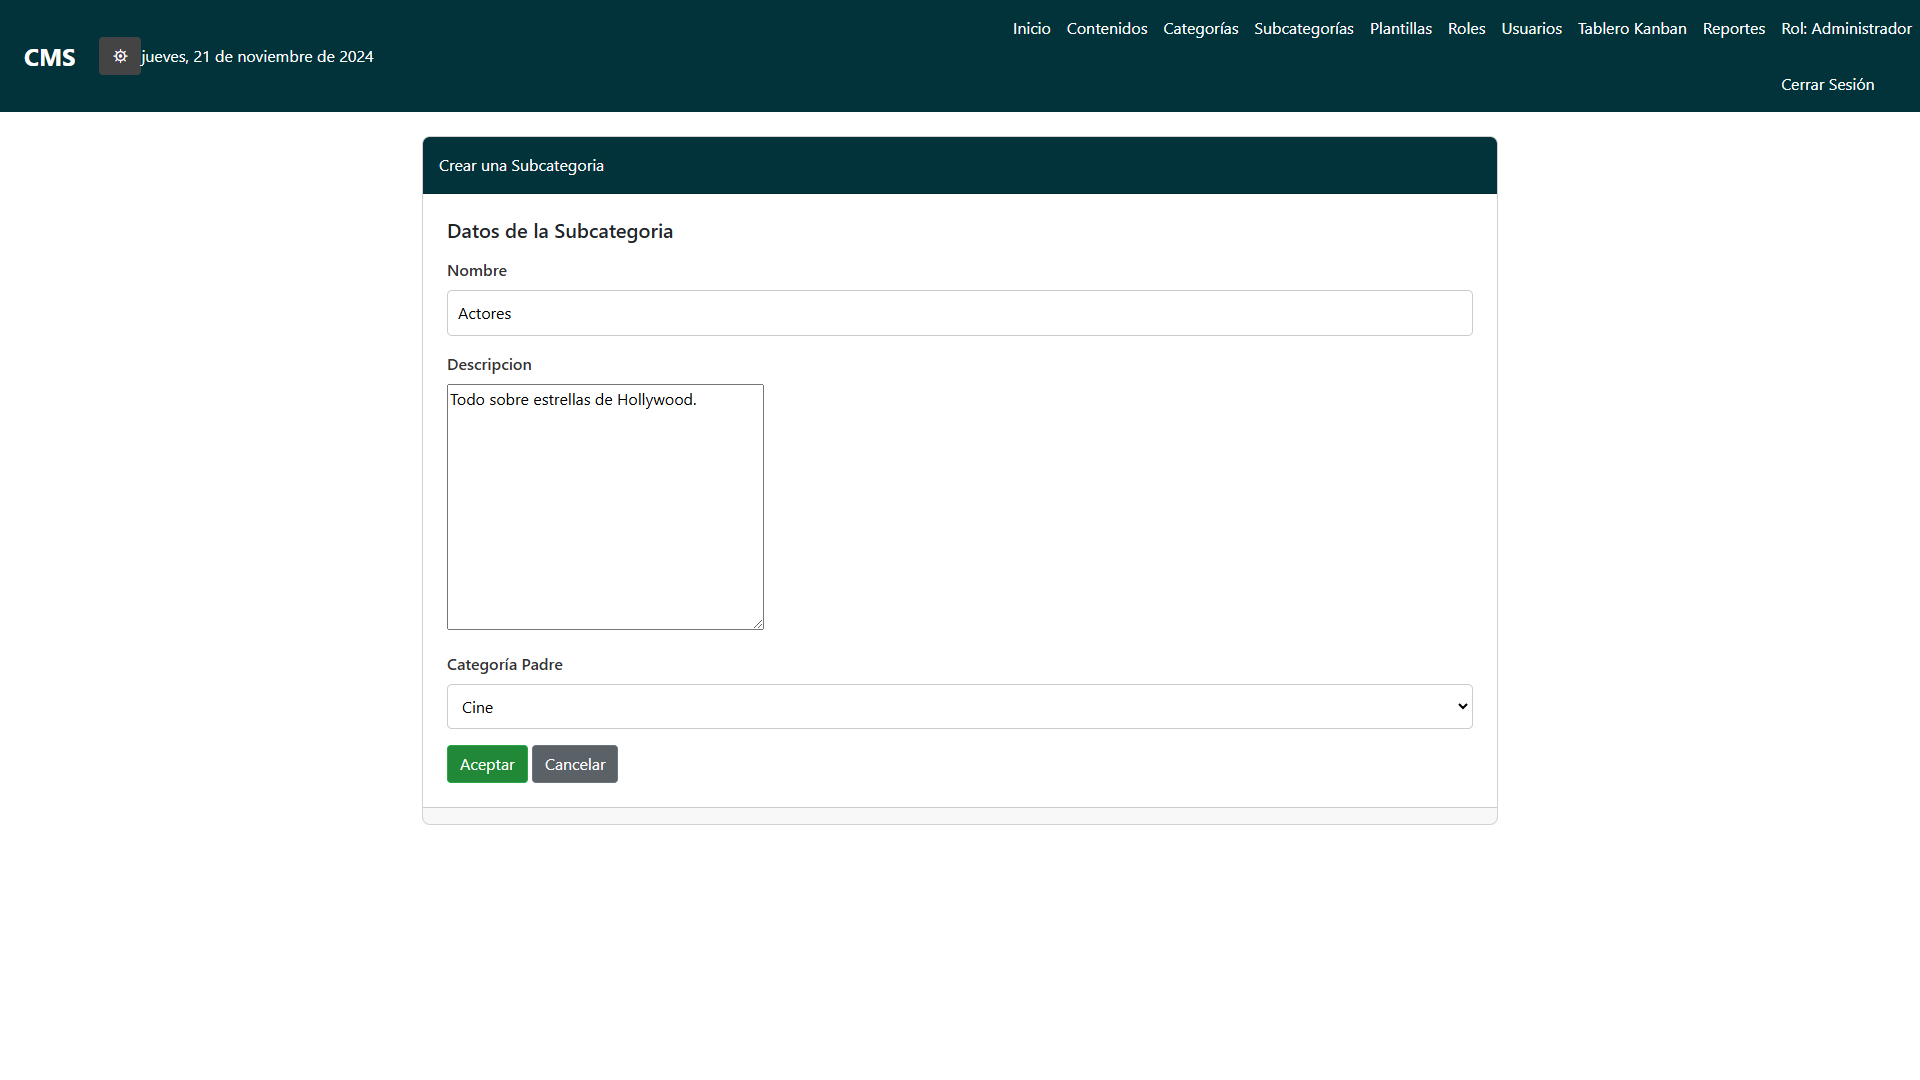 CMS
jueves, 21 de noviembre de 2024
Inicio Contenidos Categorías Subcategorías Plantillas Roles Usuarios Tablero Kanban Reportes Rol: Administrador
Cerrar Sesión
Crear una Subcategoria
Datos de la Subcategoria
Nombre
Actores
Descripcion
Todo sobre estrellas de Hollywood.
Categoría Padre
Cine
Aceptar Cancelar